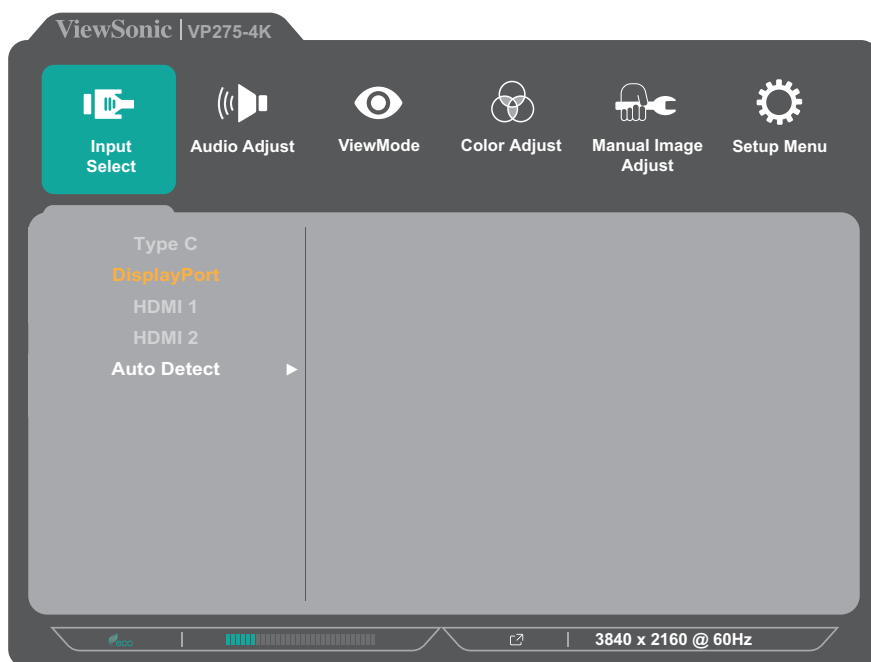 ViewSonic | VP275-4K
Input
Select
Audio Adjust
ViewMode
Color Adjust
Manual Image
Adjust
Setup Menu
Type C
DisplayPort
HDMI 1
HDMI 2
Auto Detect
eco
3840 x 2160 @ 60Hz